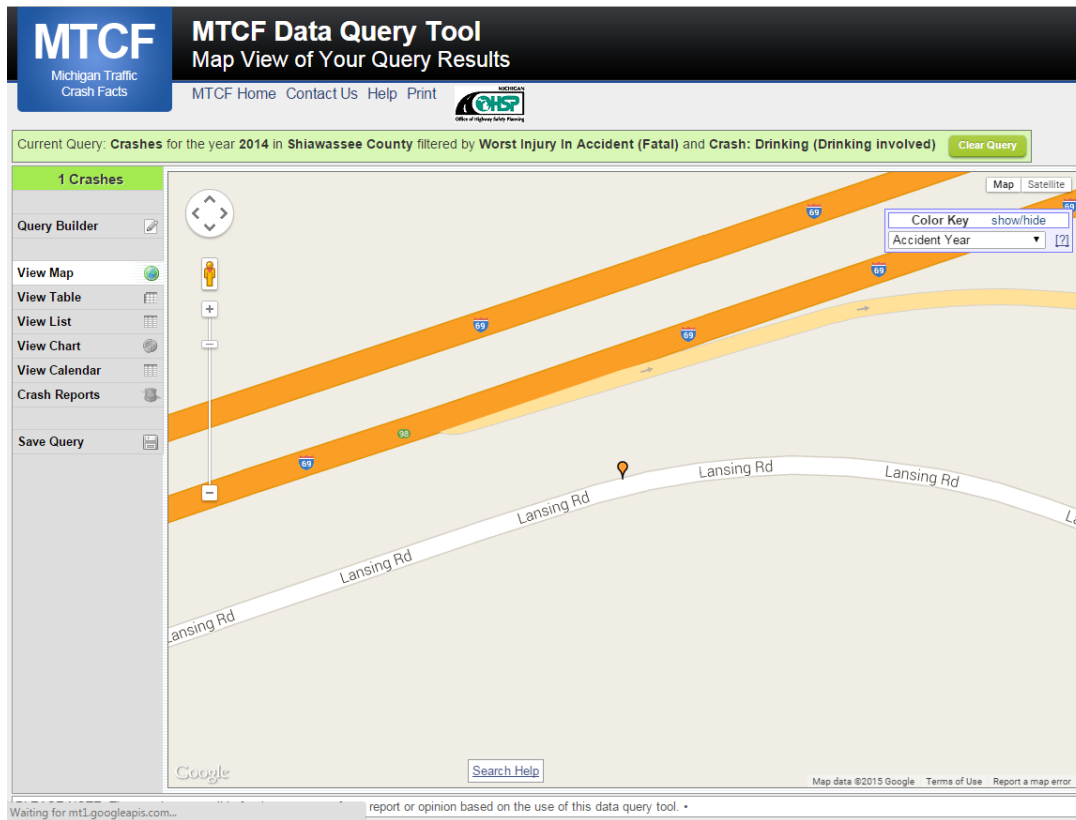 MTCF
Michigan Traffic
Crash Facts
MTCF Data Query Tool
Map View of Your Query Results
MTCF Home Contact Us Help Print
MICHIGAN
OHSP
Office of Highway Safety Planning
Current Query: Crashes for the year 2014 in Shiawassee County filtered by Worst Injury In Accident (Fatal) and Crash: Drinking (Drinking involved) Clear Query
1 Crashes
Query Builder
View Map
View Table
View List
View Chart
View Calendar
Crash Reports
Save Query
Map Satellite
69
69
Color Key show/hide
Accident Year [?]
69
69
69
98
69
Lansing Rd
Lansing Rd
Lansing Rd
Lansing Rd
Lansing Rd
Google
Search Help
Map data ©2015 Google Terms of Use Report a map error
report or opinion based on the use of this data query tool. •
Waiting for mt1.googleapis.com...